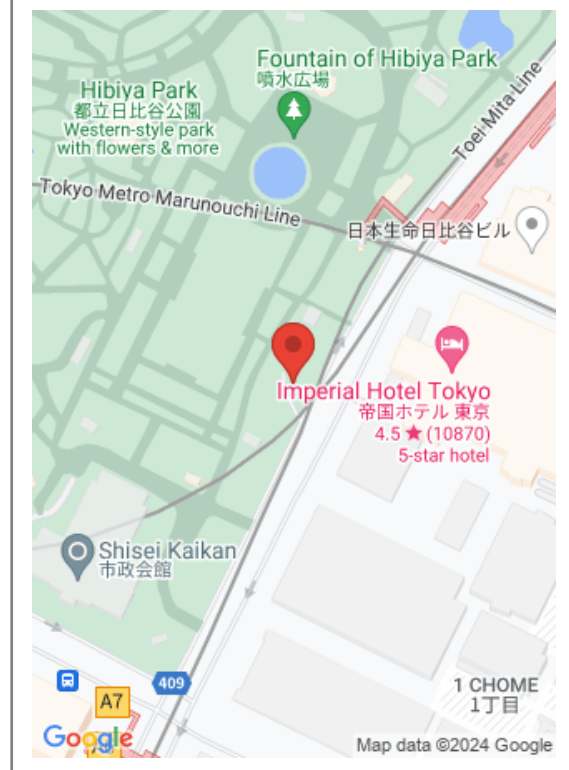 Fountain of Hibiya Park
噴水広場
Hibiya Park
都立日比谷公園
Western-style park
with flowers & more
Toei Mita Line
Tokyo Metro Marunouchi Line
日本生命日比谷ビル
Imperial Hotel Tokyo
帝国ホテル 東京
4.5 ★ (10870)
5-star hotel
Shisei Kaikan
市政会館
409
A7
1 CHOME
1丁目
Google
Map data ©2024 Google